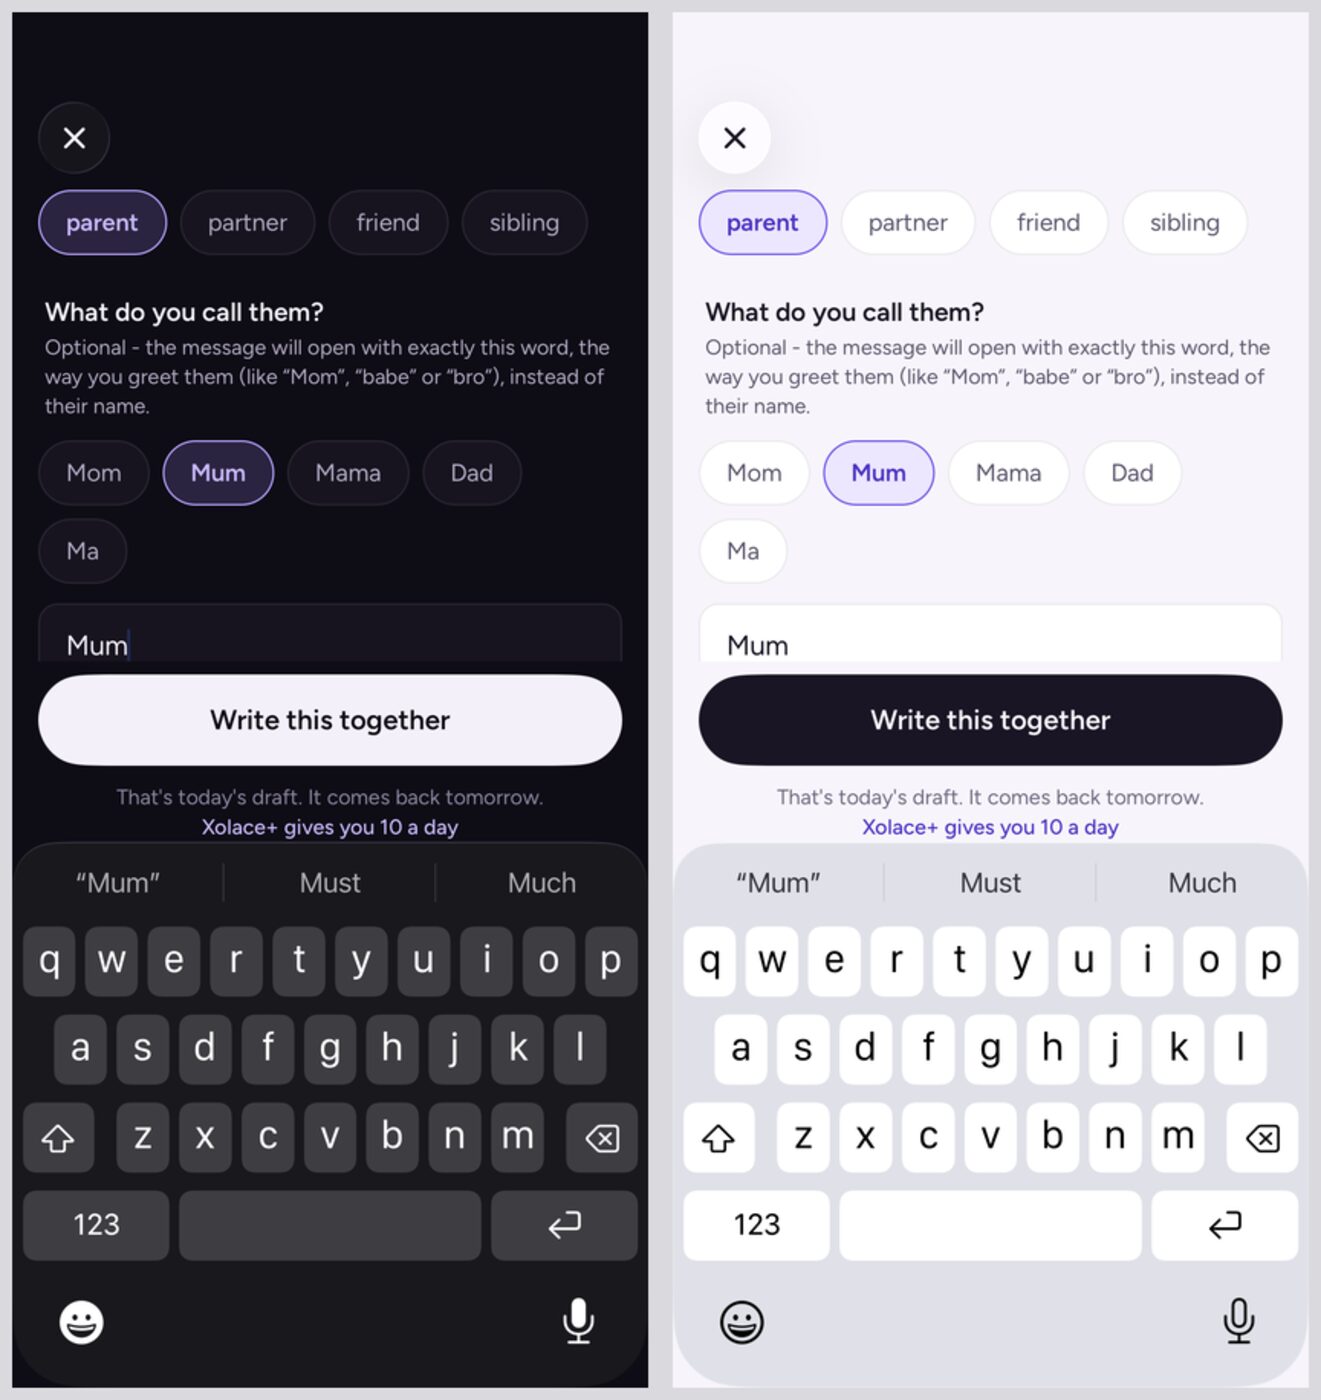 parent partner friend sibling
What do you call them?
Optional - the message will open with exactly this word, the
way you greet them (like “Mom”, “babe” or “bro”), instead of
their name.
Mom Mum Mama Dad
Ma
Mum
Write this together
That's today's draft. It comes back tomorrow.
Xolace+ gives you 10 a day
“Mum” Must Much
q w e r t y u i o p
a s d f g h j k l
z x c v b n m
123
parent partner friend sibling
What do you call them?
Optional - the message will open with exactly this word, the
way you greet them (like “Mom”, “babe” or “bro”), instead of
their name.
Mom Mum Mama Dad
Ma
Mum
Write this together
That's today's draft. It comes back tomorrow.
Xolace+ gives you 10 a day
“Mum” Must Much
q w e r t y u i o p
a s d f g h j k l
z x c v b n m
123